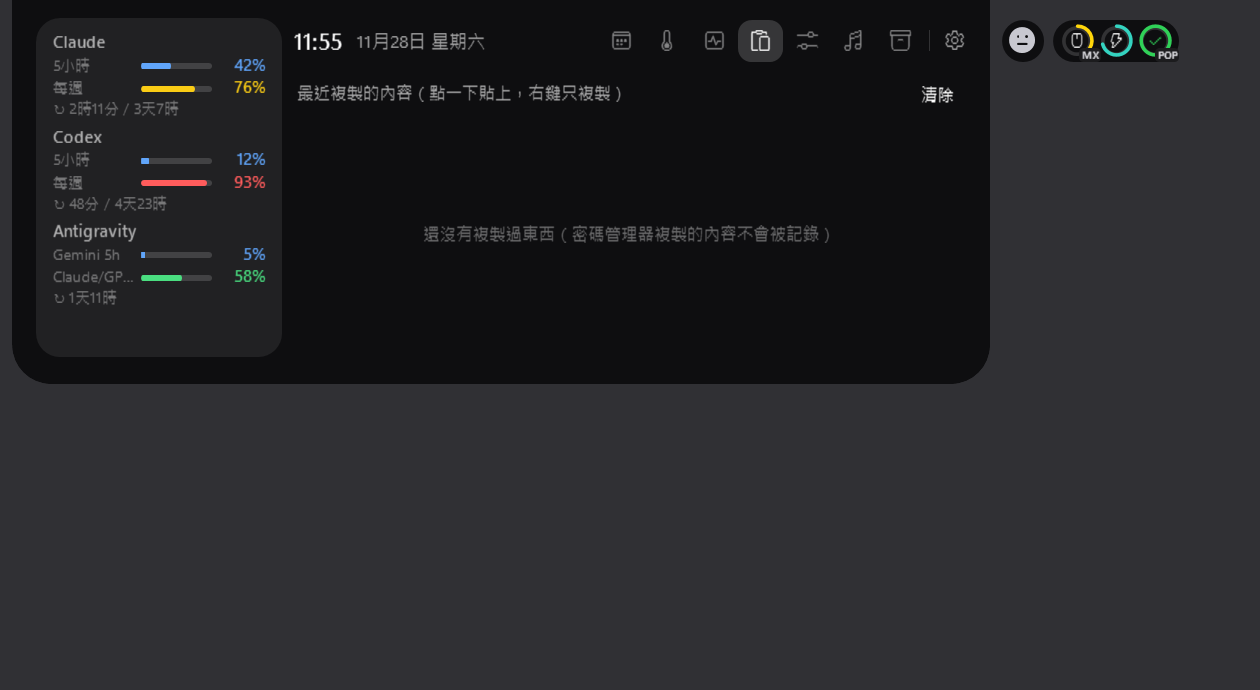 Claude
5小時 42%
每週 76%
↻ 2時11分 / 3天7時
Codex
5小時 12%
每週 93%
↻ 48分 / 4天23時
Antigravity
Gemini 5h 5%
Claude/GP... 58%
↻ 1天11時
11:55 11月28日 星期六
最近複製的內容（點一下貼上，右鍵只複製） 清除
還沒有複製過東西（密碼管理器複製的內容不會被記錄）
MX POP